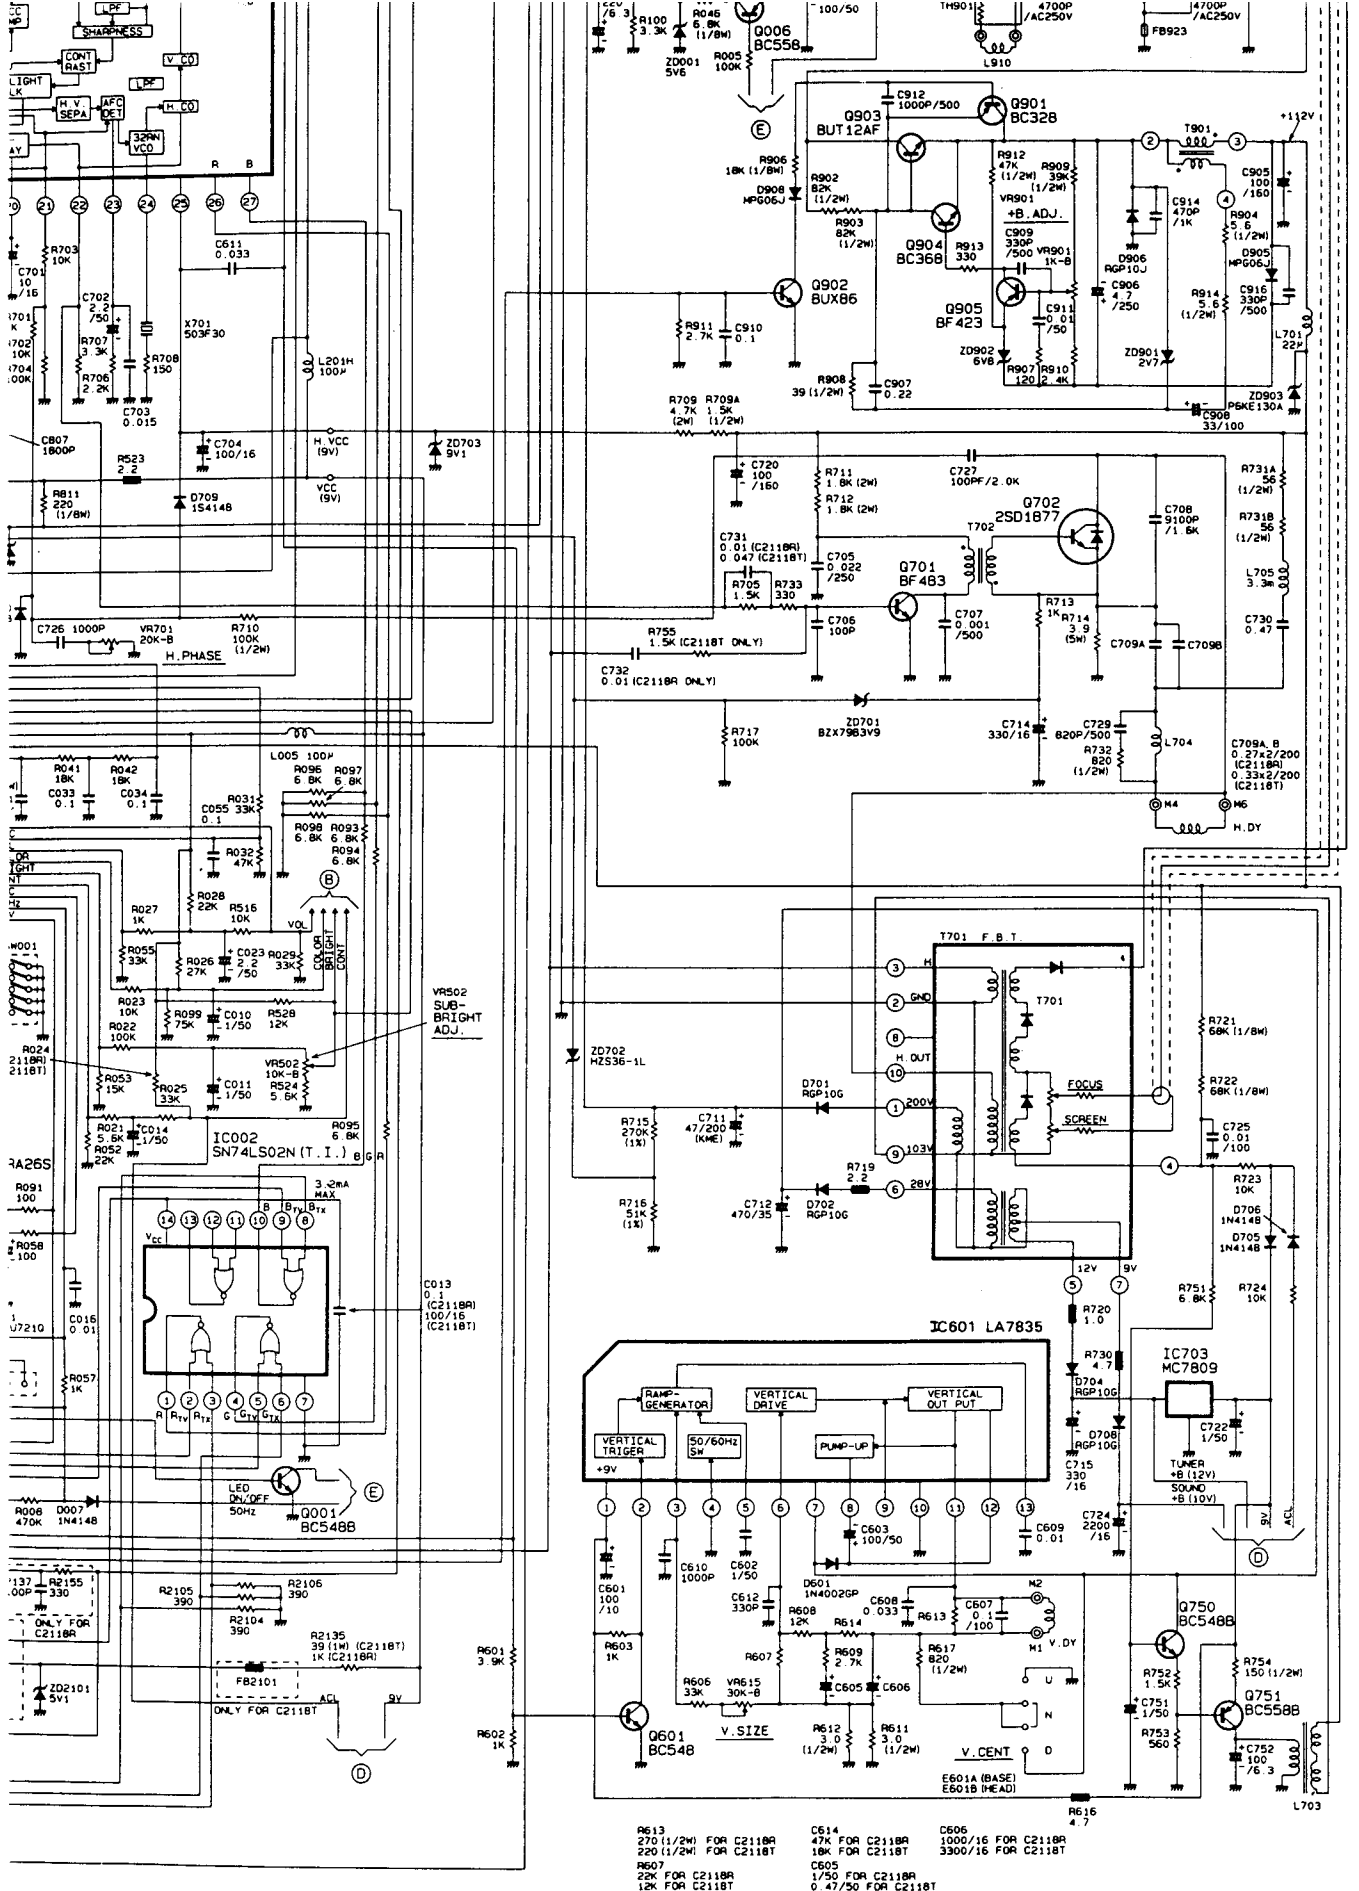 LPF
SHARPNESS
CONT
RAST
V.CD
LPF
H.V.
SEPA
AFC
DET
H.CO
32AN
VCO
R B
21 22 23 24 25 26 27
R703
10K
C611
0.033
C701
10
/16
C702
2.2
/50
R707
3.3K
R706
2.2K
X701
503F30
R708
150
C703
0.015
L201H
100μ
C807
1800P
R523
2.2
C704
100/16
H.VCC
(9V)
VCC
(9V)
ZD703
9V1
R811
220
(1/8W)
D709
1S4148
C726 1000P
VR701
20K-B
R710
100K
(1/2W)
H.PHASE
R100
3.3K
R046
6.8K
(1/8W)
ZD001
5V6
Q006
BC558
R005
100K
E
100/50
TH901
4700P
/AC250V
L910
4700P
/AC250V
FB923
C912
1000P/500
Q901
BC328
Q903
BUT12AF
R906
18K (1/8W)
D908
MPG06J
R902
82K
(1/2W)
R903
82K
(1/2W)
R912
47K
(1/2W)
R909
39K
(1/2W)
VR901
+B.ADJ.
Q904
BC368
R913
330
C909
330P
/500
VR901
1K-B
Q902
BUX86
Q905
BF423
C911
0.01
/50
R911
2.7K
C910
0.1
ZD902
6V8
R907
120
R910
2.4K
R908
39 (1/2W)
C907
0.22
2
T901
3
+112V
C905
100
/160
C914
470P
/1K
4
R904
5.6
(1/2W)
D906
RGP10J
C906
4.7
/250
D905
MPG06J
R914
5.6
(1/2W)
C916
330P
/500
L701
22μ
ZD901
2V7
ZD903
P6KE130A
C908
33/100
R709
4.7K
(2W)
R709A
1.5K
(1/2W)
C720
100
/160
R711
1.8K (2W)
R712
1.8K (2W)
C727
100PF/2.0K
Q702
2SD1877
T702
C708
9100P
/1.6K
R731A
56
(1/2W)
R731B
56
(1/2W)
L705
3.3m
C730
0.47
C731
0.01 (C2118R)
0.047 (C2118T)
R705
1.5K
R733
330
C705
0.022
/250
Q701
BF483
C706
100P
C707
0.001
/500
R713
1K
R714
3.9
(5W)
C709A
C709B
R755
1.5K (C2118T ONLY)
C732
0.01 (C2118R ONLY)
ZD701
BZX79B3V9
R717
100K
C714
330/16
C729
820P/500
R732
820
(1/2W)
L704
C709A,B
0.27x2/200
(C2118R)
0.33x2/200
(C2118T)
M4
M6
H.DY
L005 100μ
R041
18K
R042
18K
C033
0.1
C034
0.1
R096
6.8K
R097
6.8K
C055
0.1
R031
33K
R098
6.8K
R093
6.8K
R094
6.8K
R032
47K
B
R028
22K
R027
1K
R516
10K
VOL
COLOR
BRIGHT
CONT
R055
33K
R026
27K
C023
2.2
/50
R029
33K
R023
10K
R099
75K
C010
1/50
R528
12K
R022
100K
VR502
SUB-
BRIGHT
ADJ.
R024
R053
15K
R025
33K
C011
1/50
VR502
10K-B
R524
5.6K
R021
5.6K
C014
1/50
R052
22K
R095
6.8K
IC002
SN74LS02N (T.I.)
B G R
R091
100
R058
100
3.2mA
MAX
B BTV BTX
14 13 12 11 10 9 8
VCC
C013
0.1
(C2118R)
100/16
(C2118T)
C016
0.01
R057
1K
1 2 3 4 5 6 7
R RTV RTX G GTV GTX
LED
ON/OFF
50Hz
Q001
BC548B
E
R006
470K
D007
1N4148
R2155
330
ONLY FOR
C2118R
R2105
390
R2106
390
R2104
390
R2135
39 (1W) (C2118T)
1K (C2118R)
FB2101
ONLY FOR C2118T
ZD2101
5V1
ACL
9V
D
ZD702
HZS36-1L
T701 F.B.T.
H
3
2
GND
8
H.OUT
10
1
200V
9
103V
6
28V
T701
FOCUS
SCREEN
4
12V
5
9V
7
D701
RGP10G
R715
270K
(1%)
C711
47/200
(KME)
R716
51K
(1%)
C712
470/35
D702
RGP10G
R719
2.2
R721
68K (1/8W)
R722
68K (1/8W)
C725
0.01
/100
4
R723
10K
D706
1N4148
D705
1N4148
R751
6.8K
R724
10K
R720
1.0
R730
4.7
D704
RGP10G
D708
RGP10G
IC703
MC7809
C722
1/50
C715
330
/16
TUNER
+B (12V)
SOUND
+B (10V)
C724
2200
/16
9V
ACL
D
IC601 LA7835
RAMP-
GENERATOR
VERTICAL
DRIVE
VERTICAL
OUT PUT
VERTICAL
TRIGER
50/60Hz
SW
PUMP-UP
+9V
1 2 3 4 5 6 7 8 9 10 11 12 13
C601
100
/10
C610
1000P
C602
1/50
C603
100/50
C609
0.01
C612
330P
D601
1N4002GP
C608
0.033
R613
C607
0.1
/100
M2
M1 V.DY
R601
3.9K
R603
1K
R608
12K
R614
R607
R609
2.7K
R617
820
(1/2W)
R606
33K
VR615
30K-B
C605
C606
U
N
D
R602
1K
Q601
BC548
V.SIZE
R612
3.0
(1/2W)
R611
3.0
(1/2W)
V.CENT
E601A (BASE)
E601B (HEAD)
R616
4.7
Q750
BC548B
R752
1.5K
R754
150 (1/2W)
C751
1/50
Q751
BC558B
R753
560
C752
100
/6.3
L703
R613
270 (1/2W) FOR C2118R
220 (1/2W) FOR C2118T
R607
22K FOR C2118R
12K FOR C2118T
C614
47K FOR C2118R
18K FOR C2118T
C605
1/50 FOR C2118R
0.47/50 FOR C2118T
C606
1000/16 FOR C2118R
3300/16 FOR C2118T